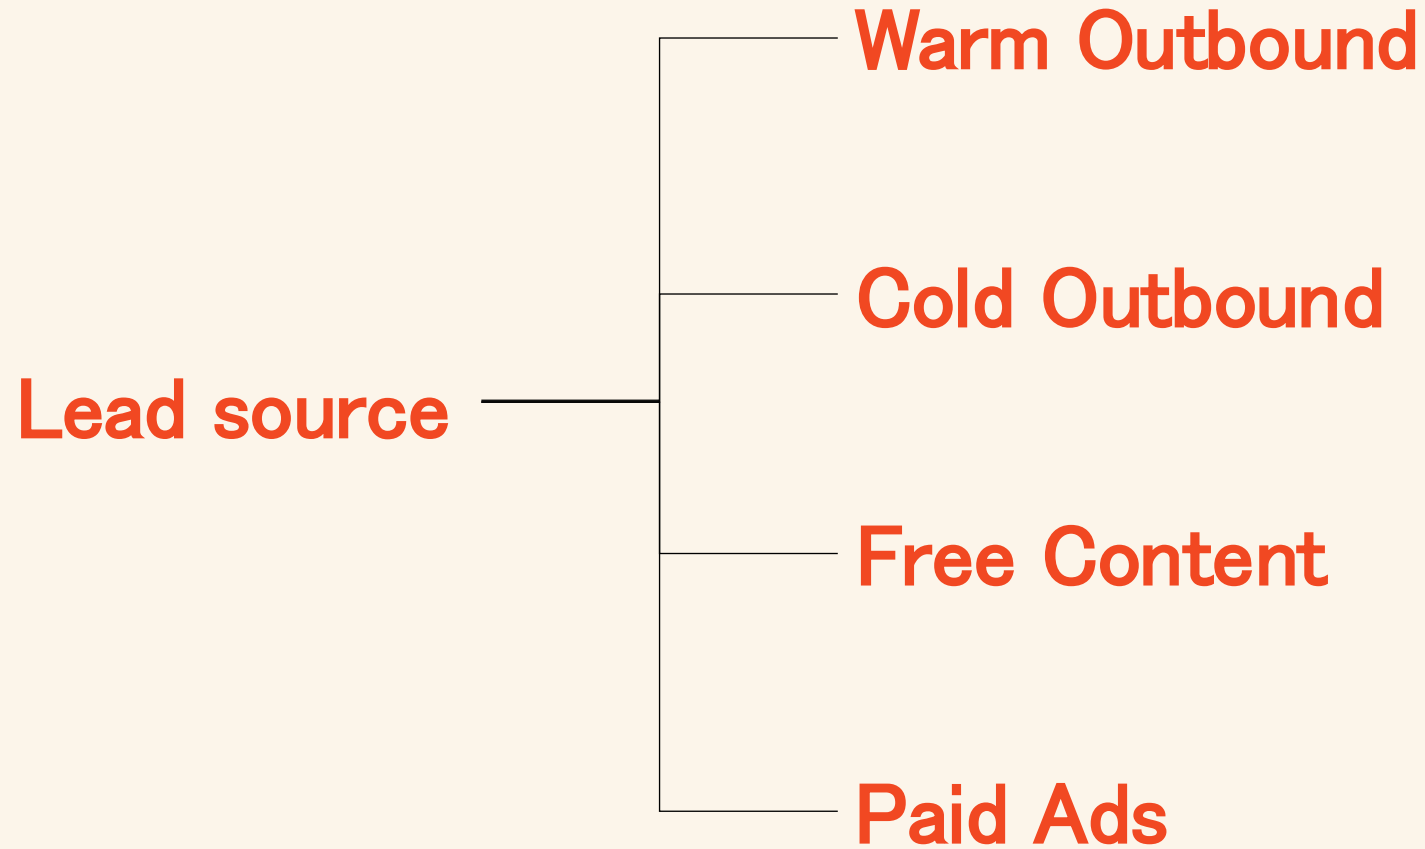 Warm Outbound
Cold Outbound
Lead source
Free Content
Paid Ads